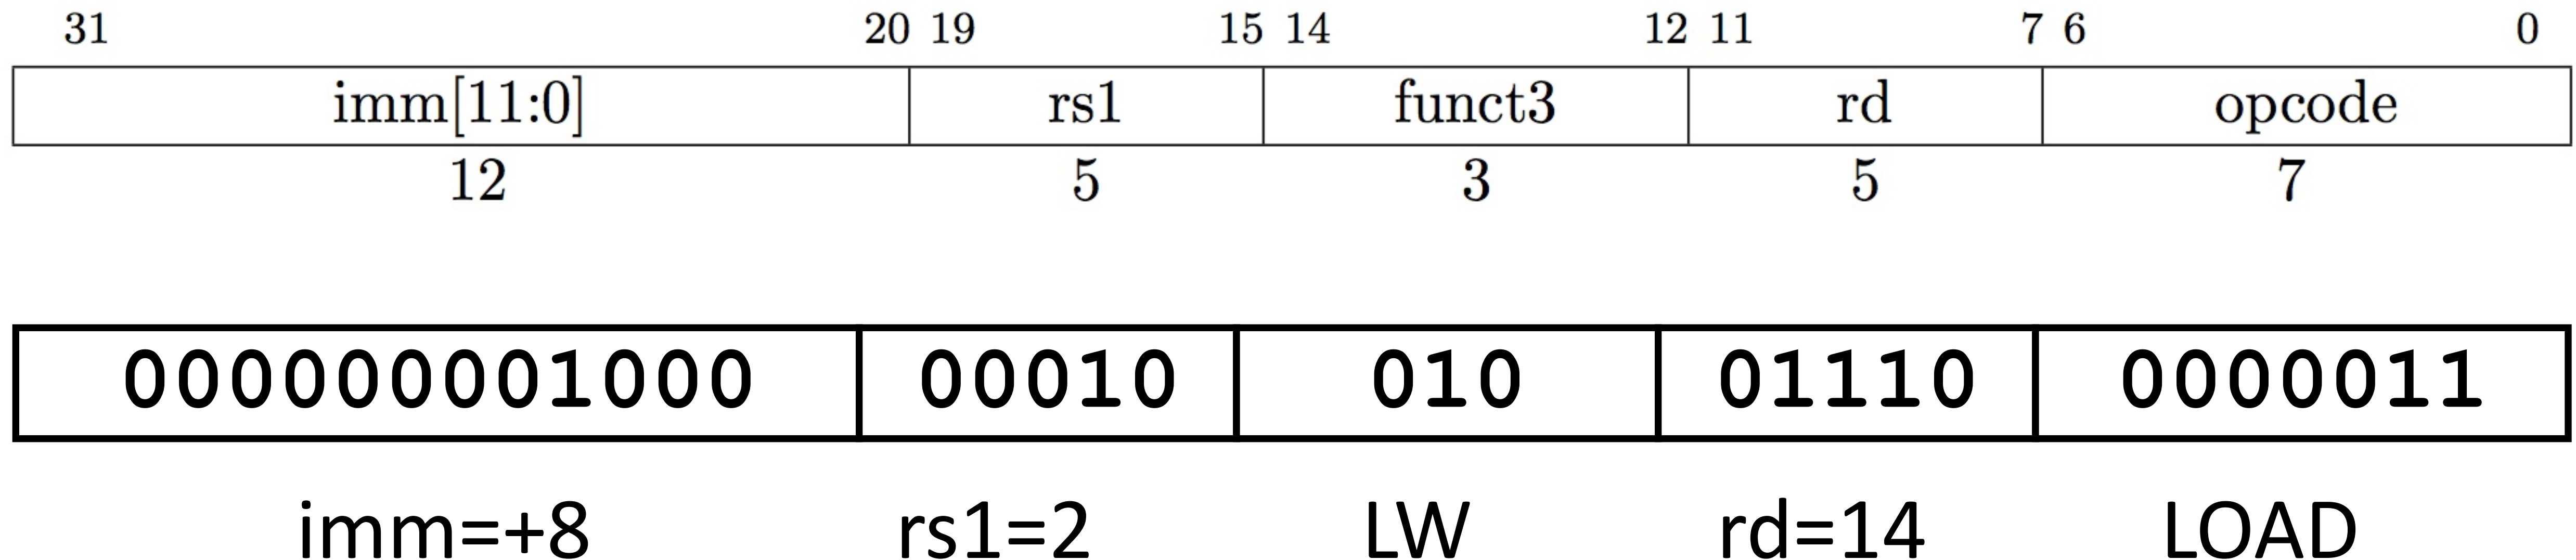 31 20 19 15 14 12 11 7 6 0
imm[11:0] rs1 funct3 rd opcode
12 5 3 5 7
000000001000 00010 010 01110 0000011
imm=+8 rs1=2 LW rd=14 LOAD